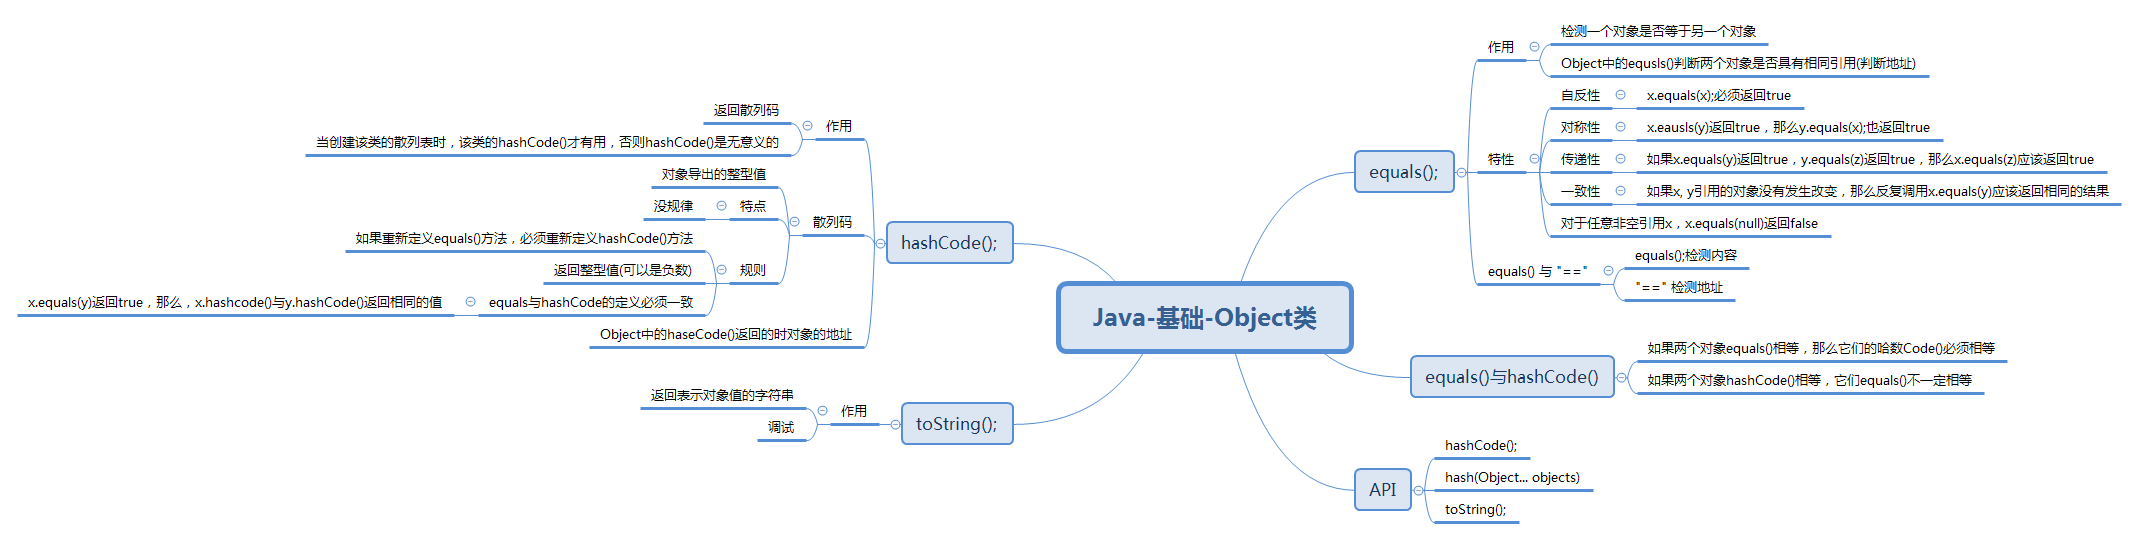 Java-基础-Object类
equals();
作用
检测一个对象是否等于另一个对象
Object中的equsls()判断两个对象是否具有相同引用(判断地址)
特性
自反性
x.equals(x);必须返回true
对称性
x.eausls(y)返回true，那么y.equals(x);也返回true
传递性
如果x.equals(y)返回true，y.equals(z)返回true，那么x.equals(z)应该返回true
一致性
如果x, y引用的对象没有发生改变，那么反复调用x.equals(y)应该返回相同的结果
对于任意非空引用x，x.equals(null)返回false
equals() 与 "=="
equals();检测内容
"==" 检测地址
equals()与hashCode()
如果两个对象equals()相等，那么它们的哈数Code()必须相等
如果两个对象hashCode()相等，它们equals()不一定相等
API
hashCode();
hash(Object... objects)
toString();
hashCode();
作用
返回散列码
当创建该类的散列表时，该类的hashCode()才有用，否则hashCode()是无意义的
散列码
对象导出的整型值
特点
没规律
规则
如果重新定义equals()方法，必须重新定义hashCode()方法
返回整型值(可以是负数)
equals与hashCode的定义必须一致
x.equals(y)返回true，那么，x.hashcode()与y.hashCode()返回相同的值
Object中的haseCode()返回的时对象的地址
toString();
作用
返回表示对象值的字符串
调试